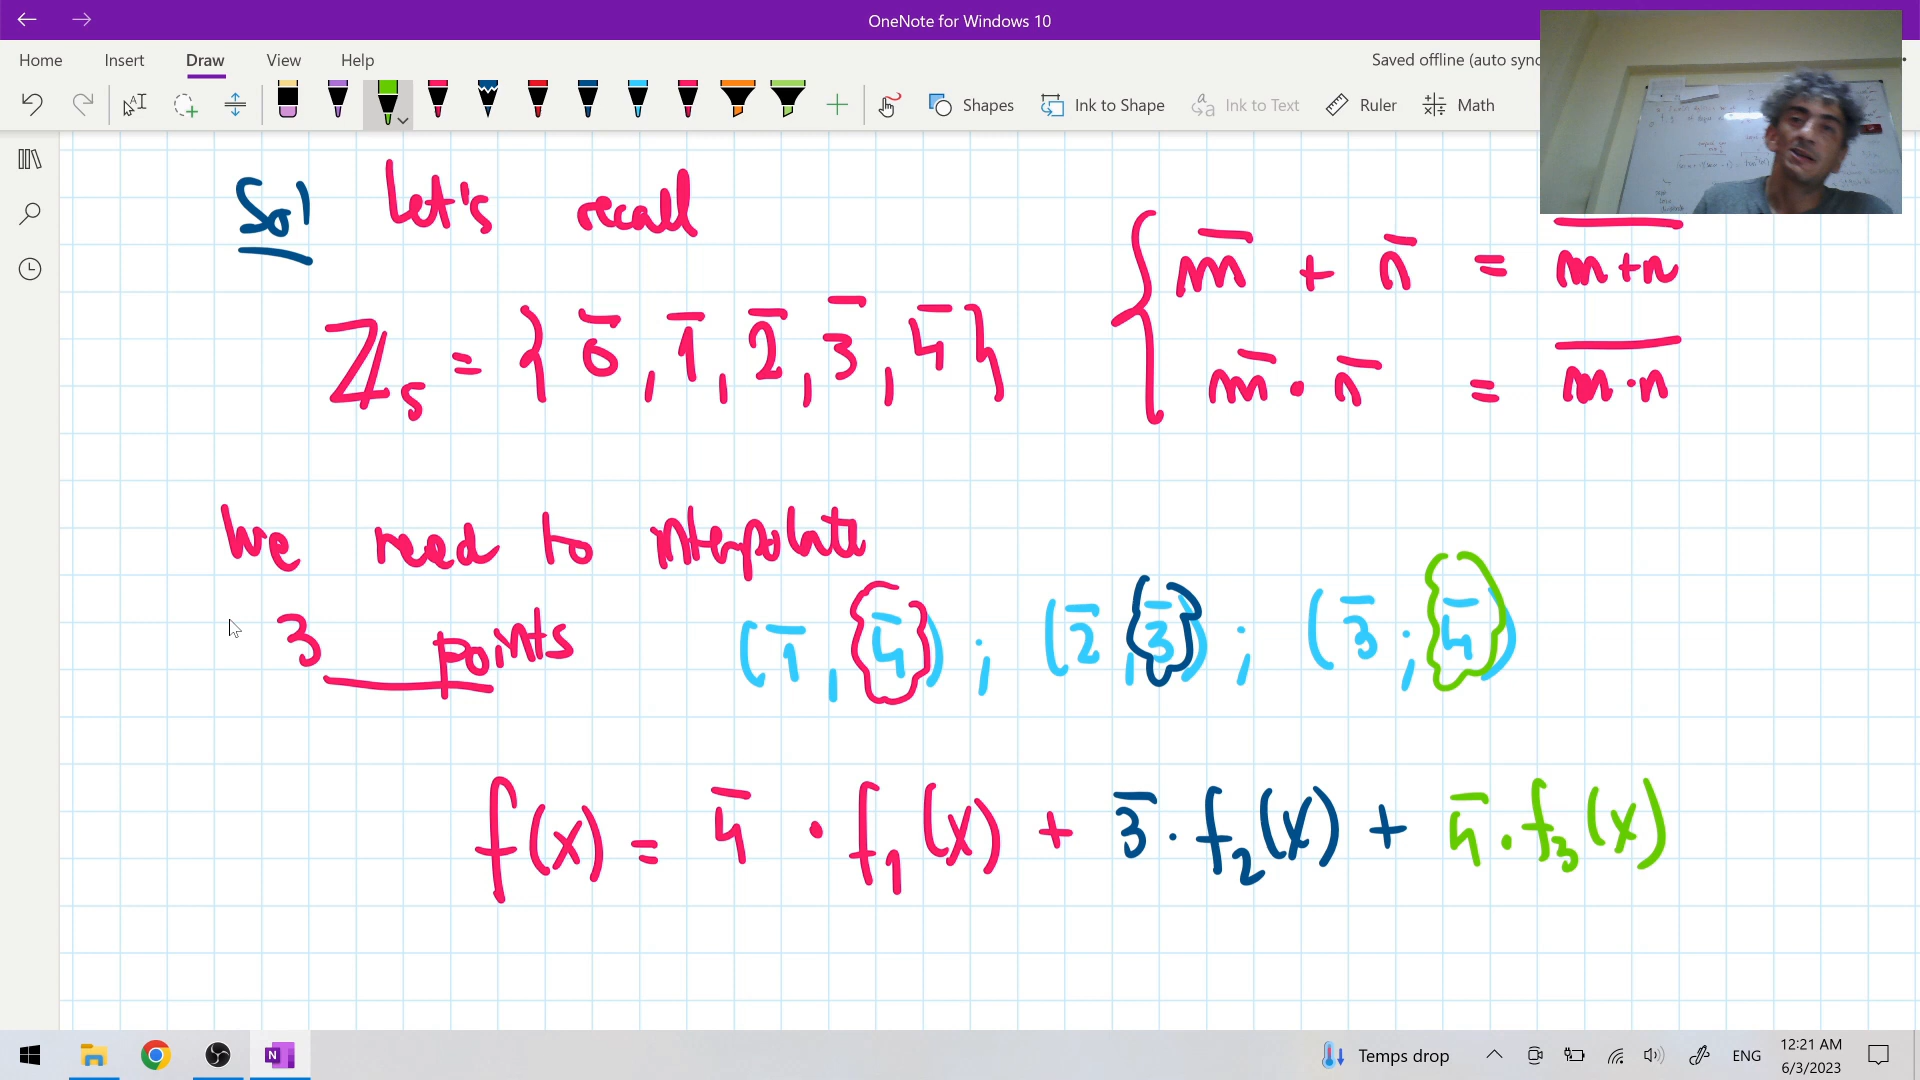 OneNote for Windows 10
Home Insert Draw View Help Saved offline (auto sync
Shapes Ink to Shape Ink to Text Ruler Math
Sol Let's recall
m̅ + n̅ = \overline{m+n}
ℤ₅ = { 0̅ , 1̅ , 2̅ , 3̅ , 4̅ }
m̅ · n̅ = \overline{m·n}
We need to interpolate
3 points (1̅ , 4̅) ; (2̅ , 3̅) ; (3̅ ; 4̅)
f(x) = 4̅ · f₁(x) + 3̅ · f₂(x) + 4̅ · f₃(x)
Temps drop ENG 12:21 AM
6/3/2023